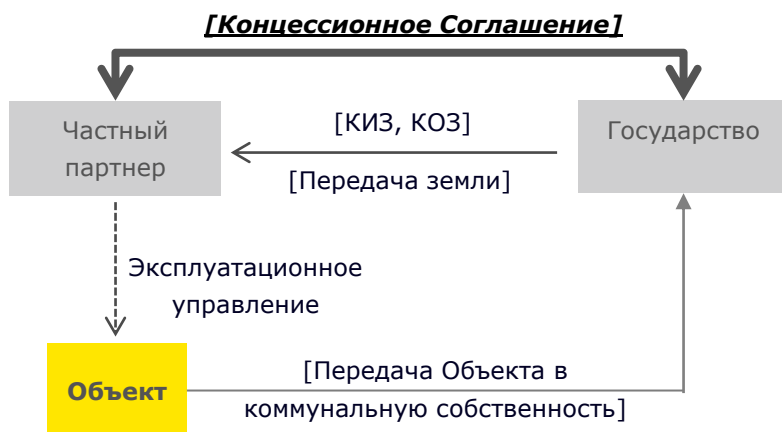 [Концессионное Соглашение]
Частный
партнер
[КИЗ, КОЗ]
[Передача земли]
Государство
Эксплуатационное
управление
Объект
[Передача Объекта в
коммунальную собственность]